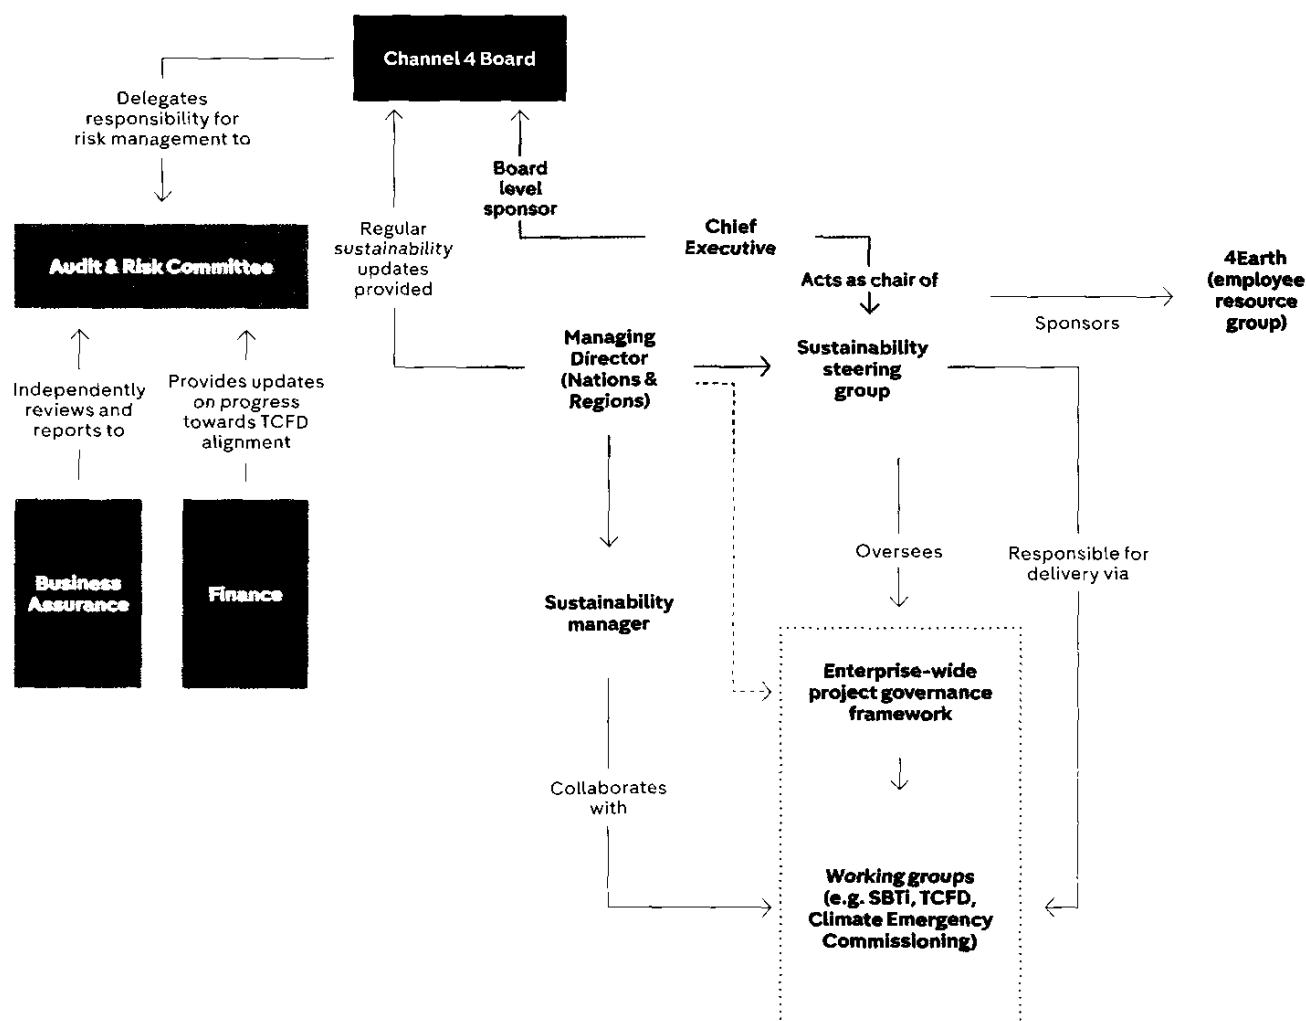 Channel 4 Board
Delegates
responsibility for
risk management to
Board
level
sponsor
Regular
sustainability
updates
provided
Chief
Executive
Audit & Risk Committee
Acts as chair of
4Earth
(employee
resource
group)
Sponsors
Managing
Director
(Nations &
Regions)
Sustainability
steering
group
Independently
reviews and
reports to
Provides updates
on progress
towards TCFD
alignment
Business
Assurance
Finance
Oversees
Responsible for
delivery via
Sustainability
manager
Enterprise-wide
project governance
framework
Collaborates
with
Working groups
(e.g. SBTi, TCFD,
Climate Emergency
Commissioning)